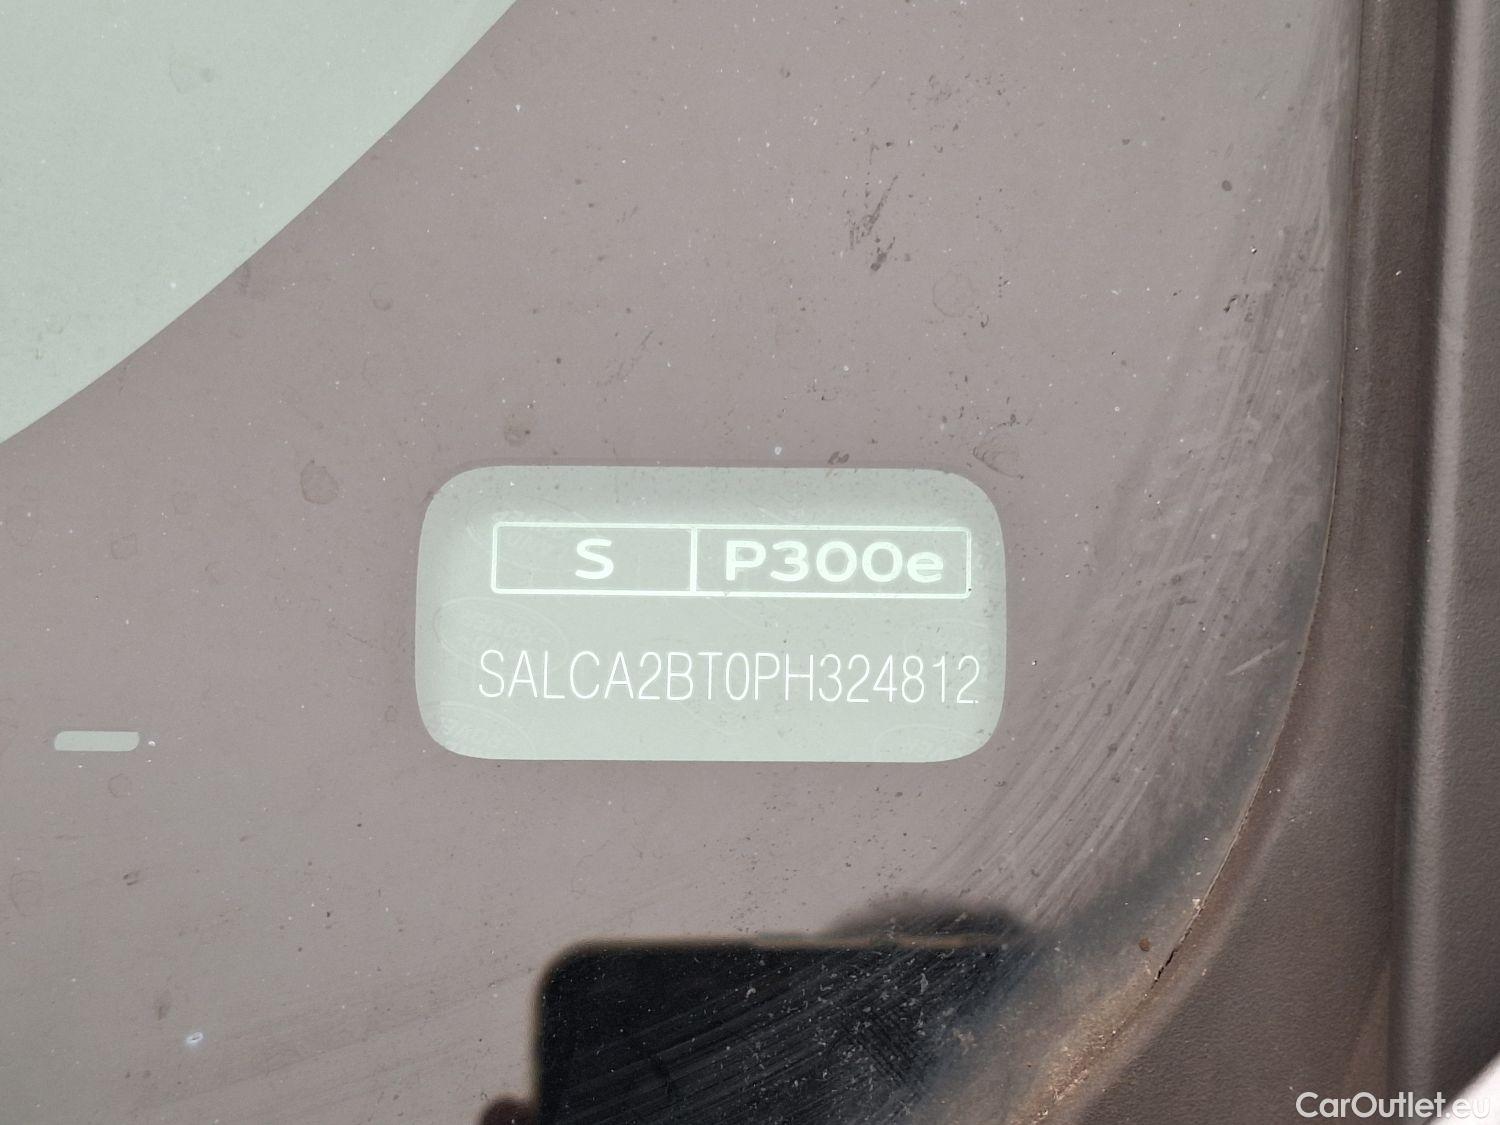 S P300e
SALCA2BT0PH324812
CarOutlet.eu